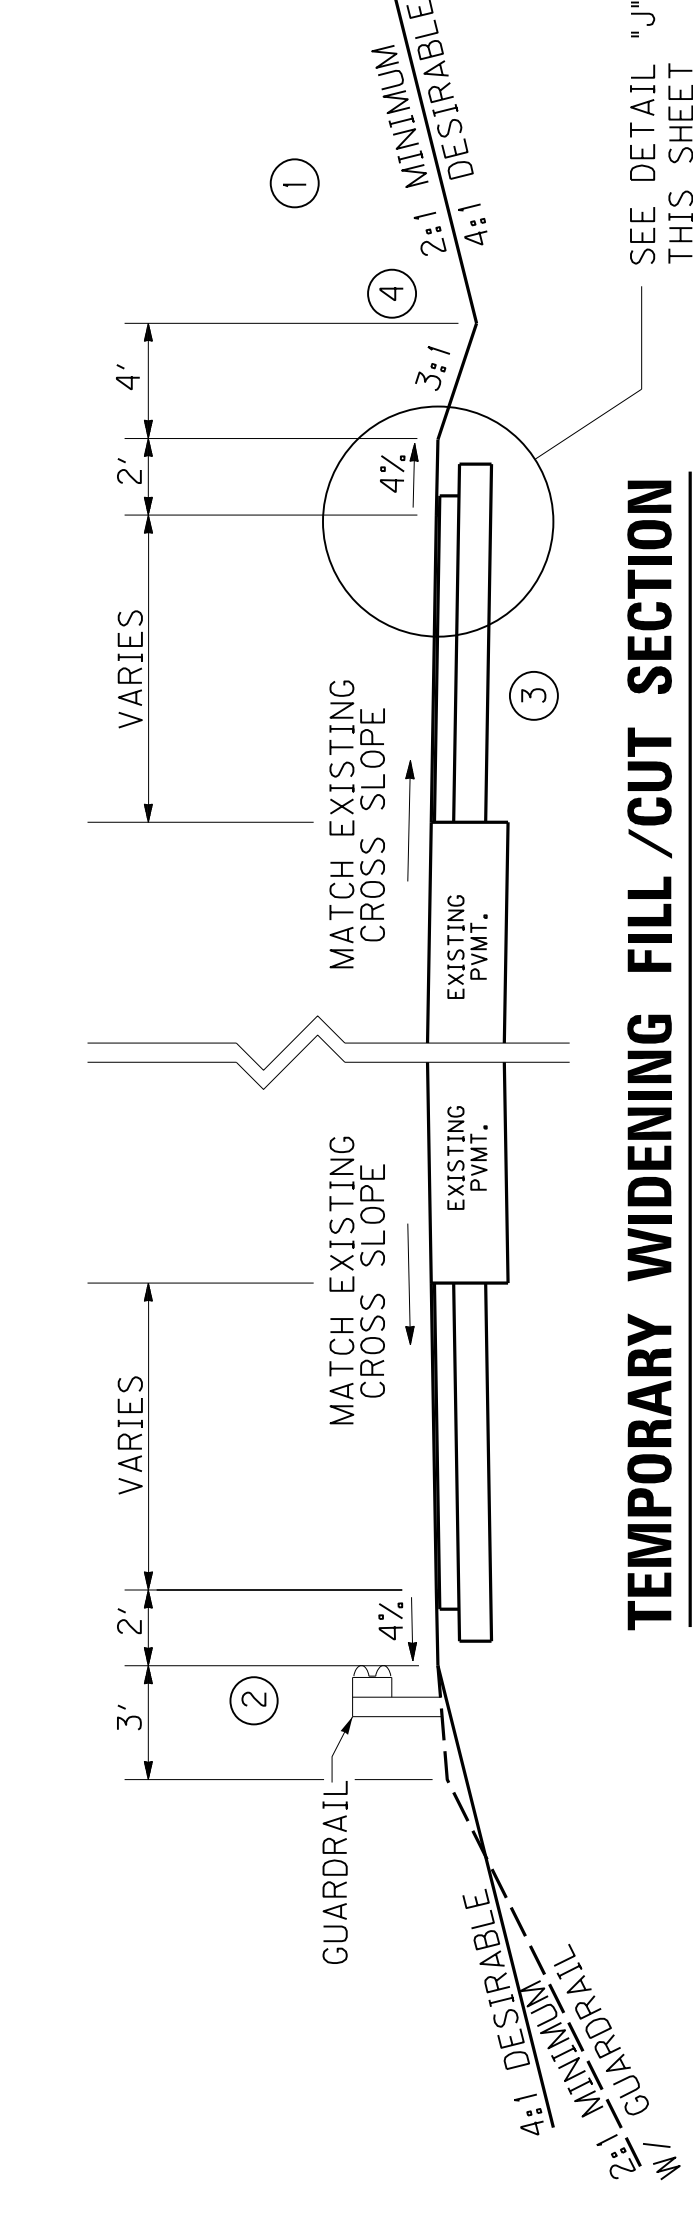 3'
2'
VARIES
VARIES
2'
4'
2
1
GUARDRAIL
4%
MATCH EXISTING
CROSS SLOPE
MATCH EXISTING
CROSS SLOPE
4%
3:1
4
2:1 MINIMUM
4:1 DESIRABLE
4:1 DESIRABLE
2:1 MINIMUM
W/ GUARDRAIL
EXISTING
PVMT.
EXISTING
PVMT.
3
SEE DETAIL "J"
THIS SHEET
TEMPORARY WIDENING FILL/CUT SECTION